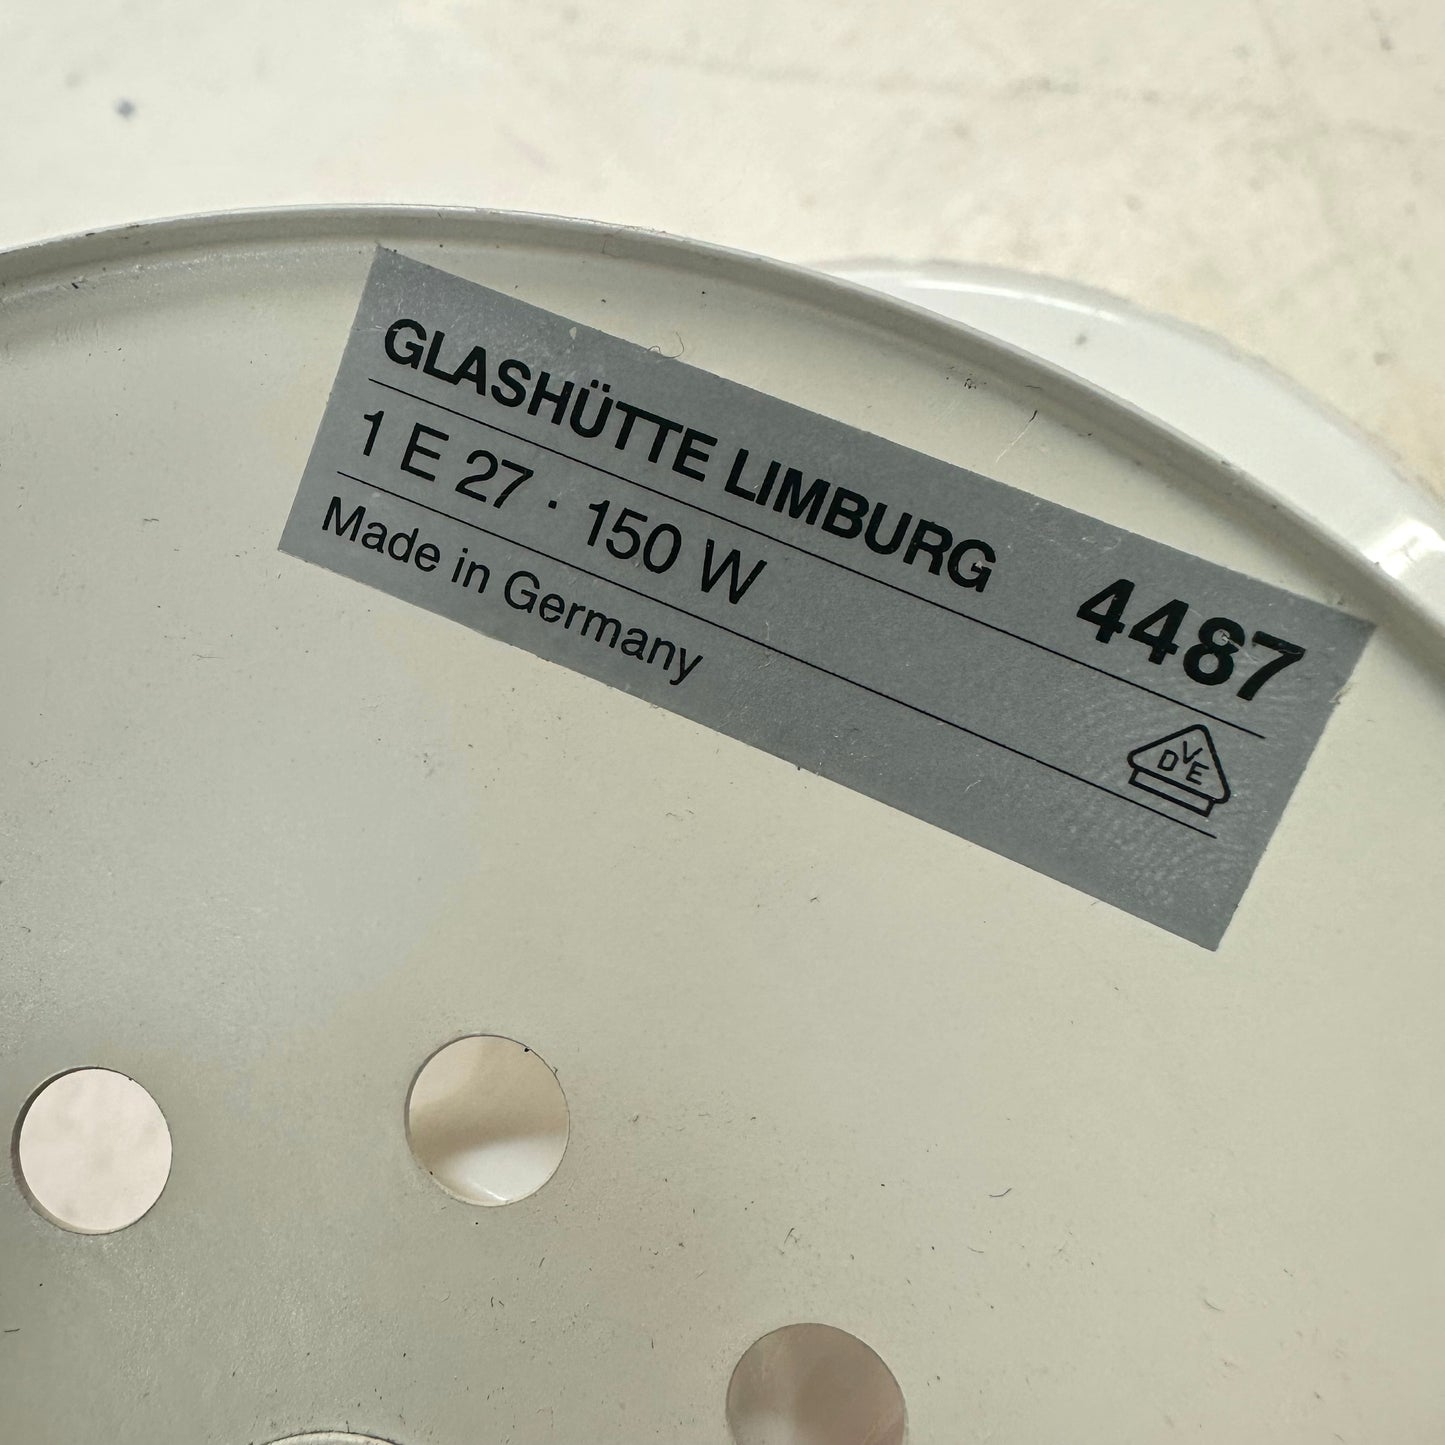 GLASHÜTTE LIMBURG 4487
1 E 27 · 150 W
Made in Germany
DVE